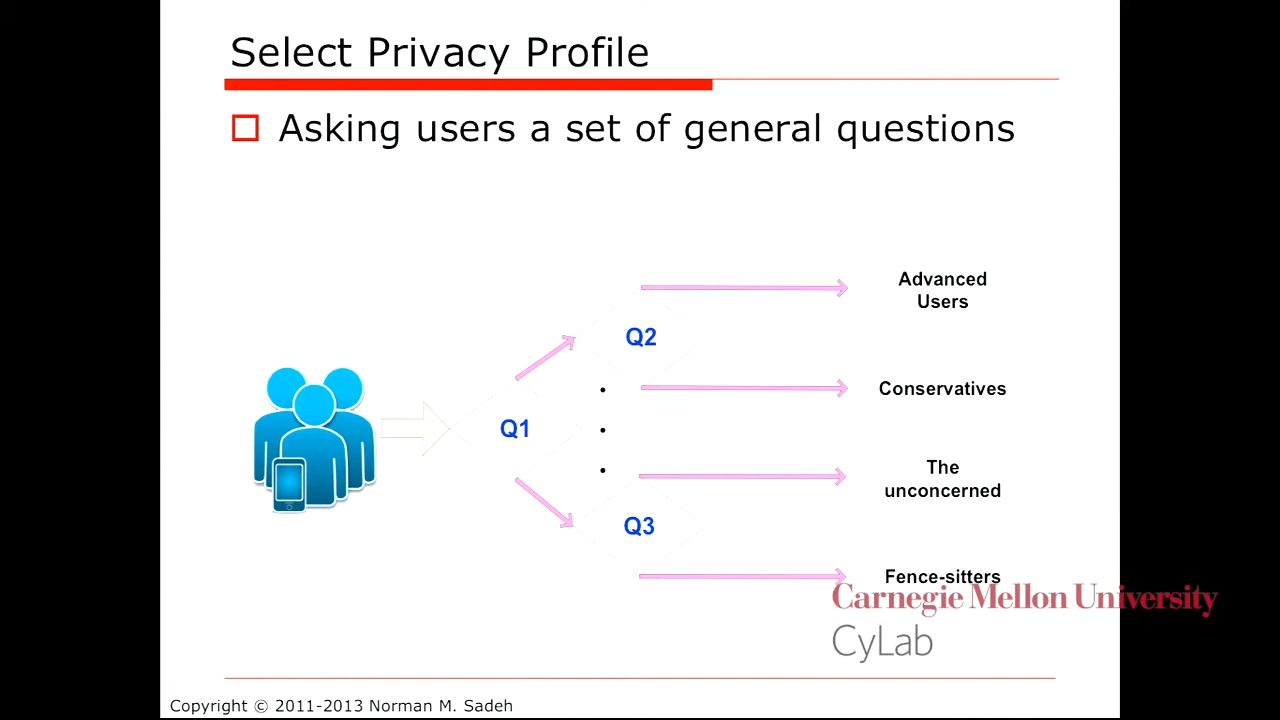 Select Privacy Profile
Asking users a set of general questions
Advanced
Users
Q2
Conservatives
Q1
The
unconcerned
Q3
Fence-sitters
Carnegie Mellon University
CyLab
Copyright © 2011-2013 Norman M. Sadeh